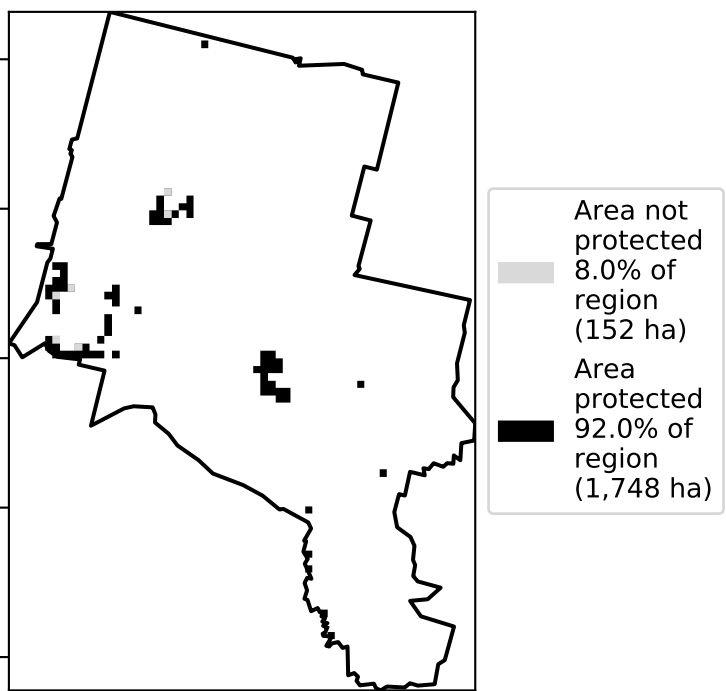 Area not
protected
8.0% of
region
(152 ha)
Area
protected
92.0% of
region
(1,748 ha)